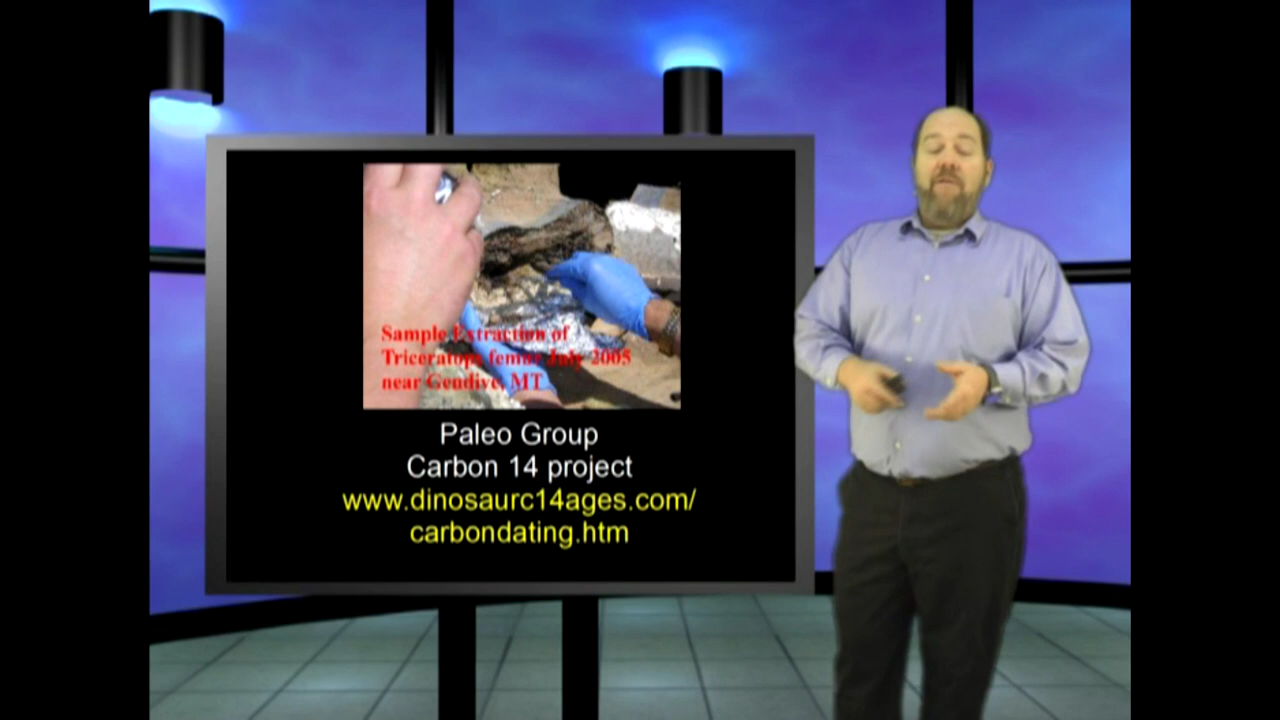 Sample Extraction of
Triceratops femur July 2005
near Gendive, MT
Paleo Group
Carbon 14 project
www.dinosaurc14ages.com/
carbondating.htm